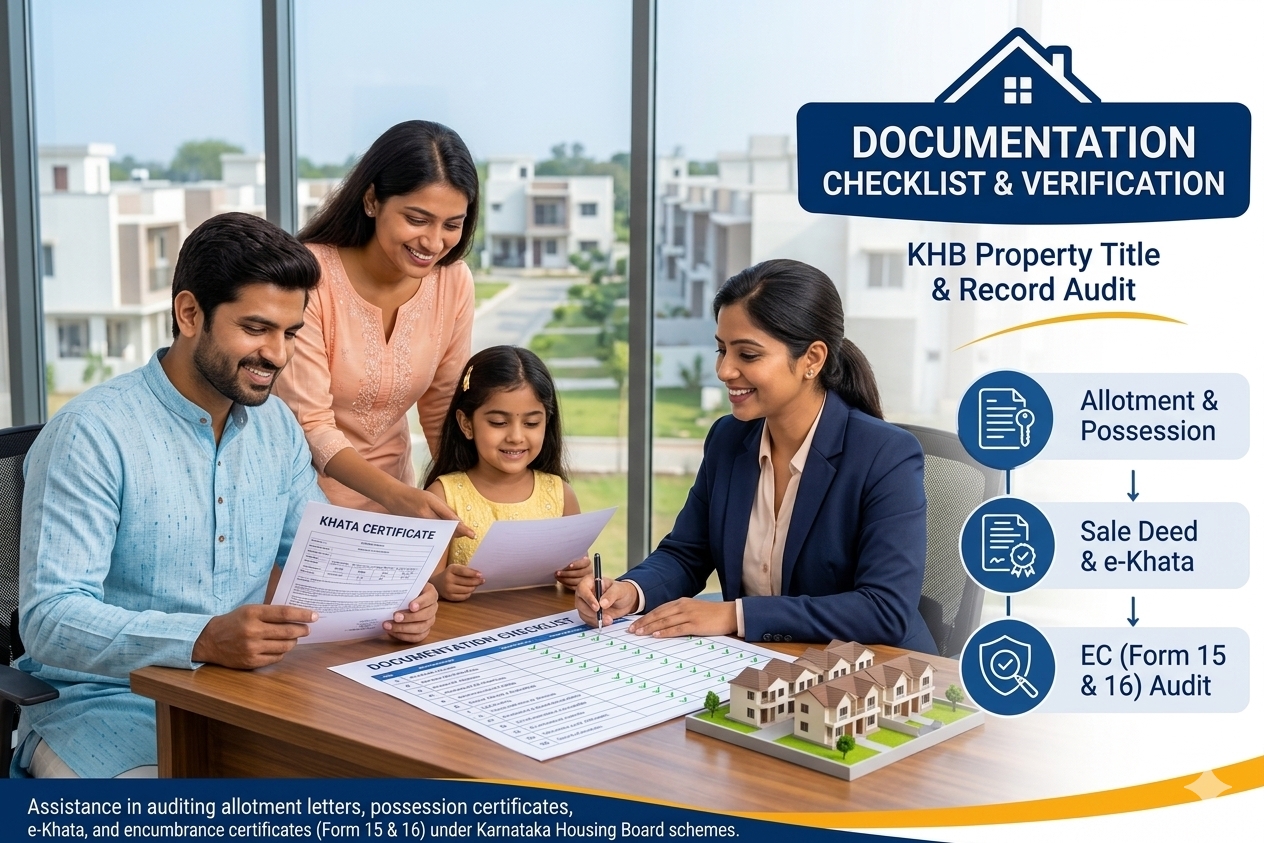 DOCUMENTATION
CHECKLIST & VERIFICATION
KHB Property Title
& Record Audit
Allotment &
Possession
Sale Deed
& e-Khata
EC (Form 15
& 16) Audit
KHATA CERTIFICATE
DOCUMENTATION CHECKLIST
Assistance in auditing allotment letters, possession certificates,
e-Khata, and encumbrance certificates (Form 15 & 16) under Karnataka Housing Board schemes.